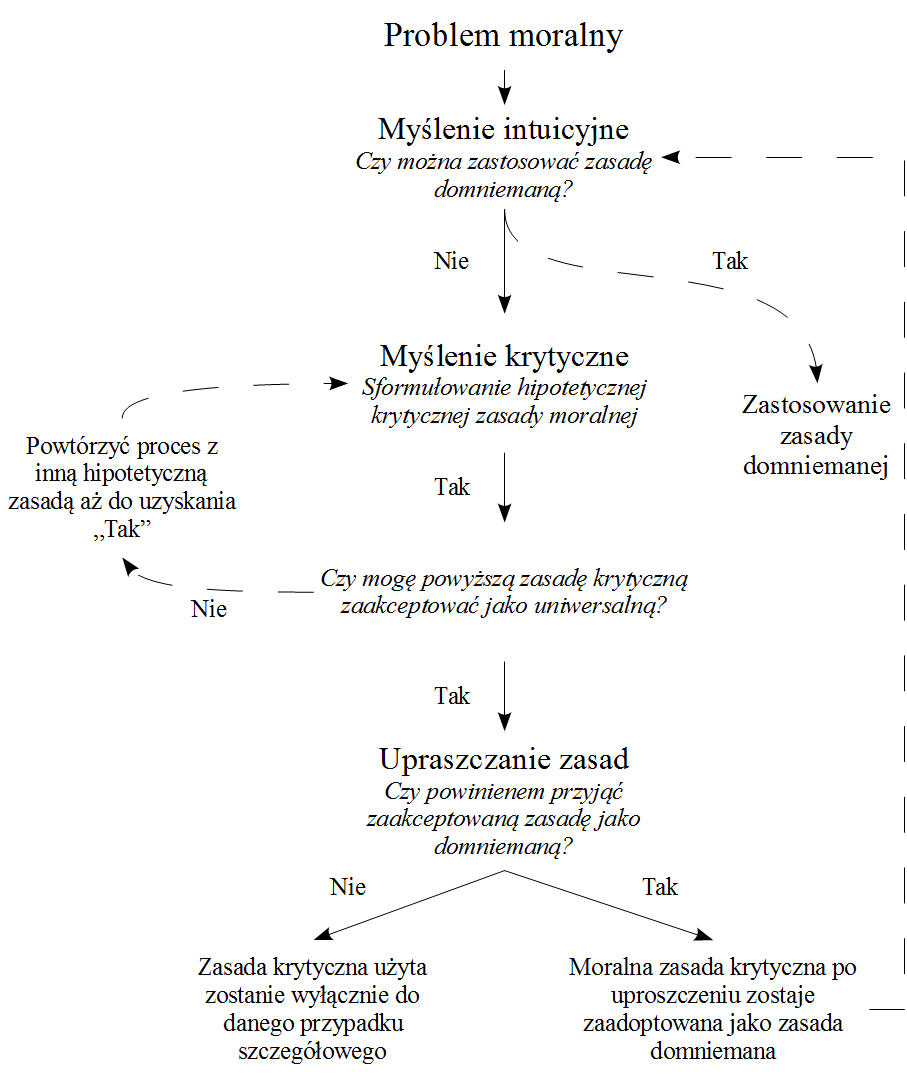 Problem moralny
Myślenie intuicyjne
Czy można zastosować zasadę
domniemaną?
Nie
Tak
Myślenie krytyczne
Sformułowanie hipotetycznej
krytycznej zasady moralnej
Zastosowanie
zasady
domniemanej
Powtórzyć proces z
inną hipotetyczną
zasadą aż do uzyskania
„Tak”
Tak
Czy mogę powyższą zasadę krytyczną
zaakceptować jako uniwersalną?
Nie
Tak
Upraszczanie zasad
Czy powinienem przyjąć
zaakceptowaną zasadę jako
domniemaną?
Nie
Tak
Zasada krytyczna użyta
zostanie wyłącznie do
danego przypadku
szczegółowego
Moralna zasada krytyczna po
uproszczeniu zostaje
zaadoptowana jako zasada
domniemana